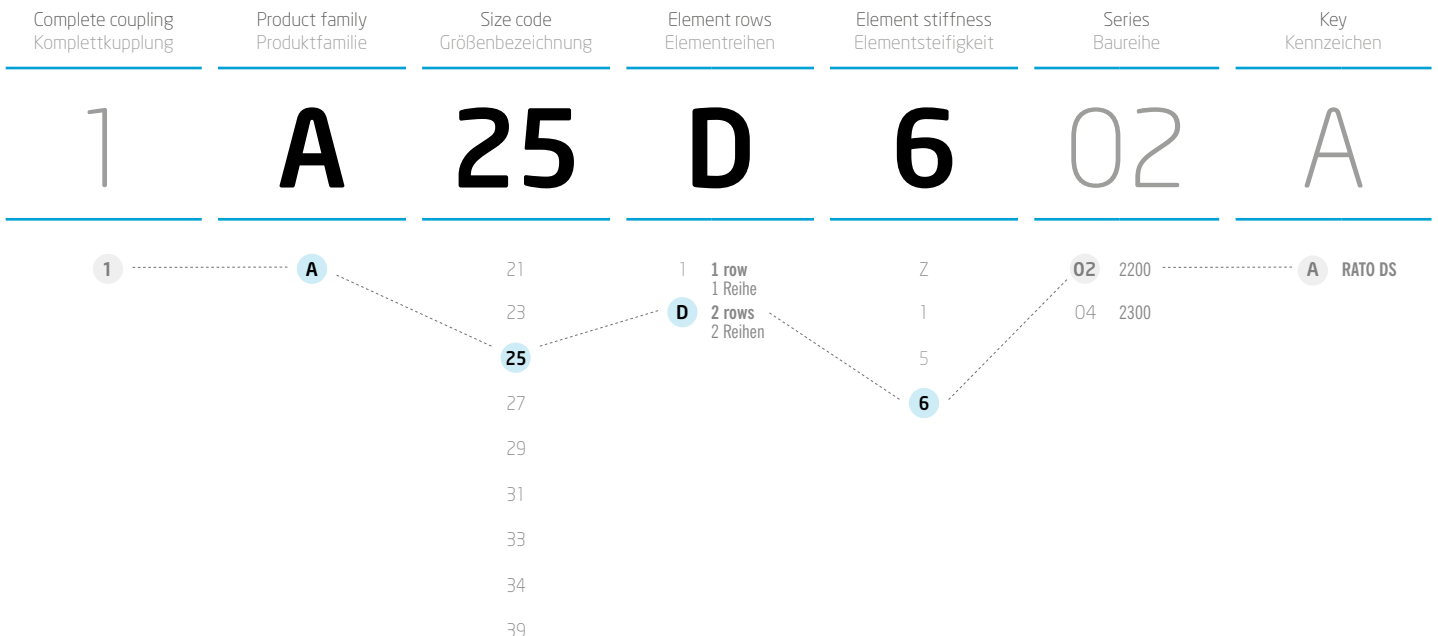 Complete coupling Product family Size code Element rows Element stiffness Series Key
Komplettkupplung Produktfamilie Größenbezeichnung Elementreihen Elementsteifigkeit Baureihe Kennzeichen
1 A 25 D 6 02 A
1 A 21 1 1 row Z 02 2200 A RATO DS
1 Reihe
23 D 2 rows 1 04 2300
2 Reihen
25 5
27 6
29
31
33
34
39